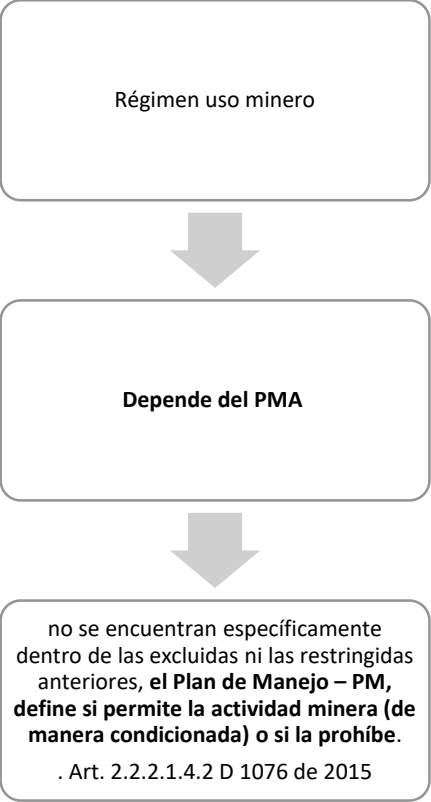 Régimen uso minero
Depende del PMA
no se encuentran específicamente
dentro de las excluidas ni las restringidas
anteriores, el Plan de Manejo – PM,
define si permite la actividad minera (de
manera condicionada) o si la prohíbe.
. Art. 2.2.2.1.4.2 D 1076 de 2015